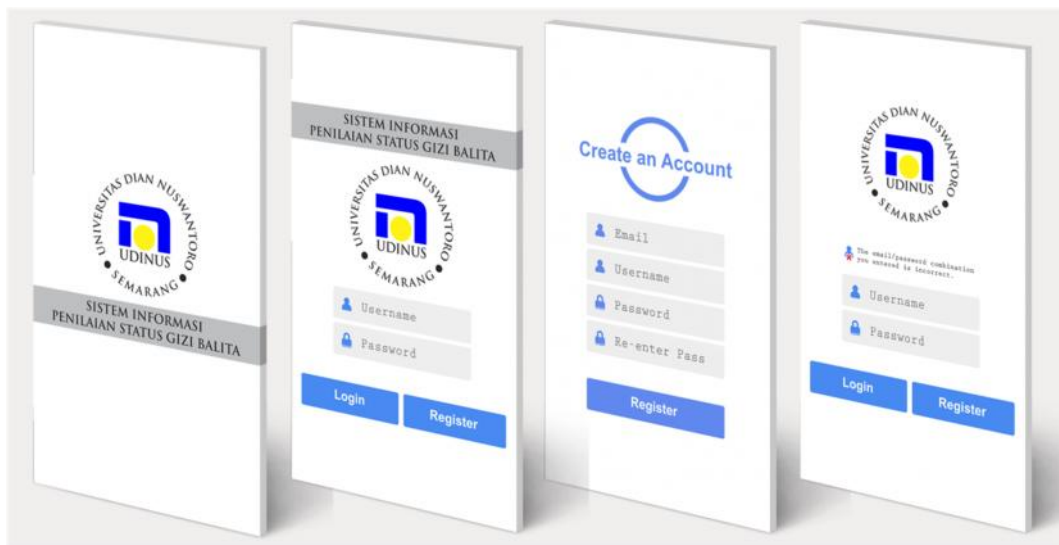 UNIVERSITAS DIAN NUSWANTORO
UDINUS
• SEMARANG •
SISTEM INFORMASI
PENILAIAN STATUS GIZI BALITA
SISTEM INFORMASI
PENILAIAN STATUS GIZI BALITA
UNIVERSITAS DIAN NUSWANTORO
UDINUS
• SEMARANG •
Username
Password
Login
Register
Create an Account
Email
Username
Password
Re-enter Pass
Register
UNIVERSITAS DIAN NUSWANTORO
UDINUS
• SEMARANG •
The email/password combination
you entered is incorrect.
Username
Password
Login
Register